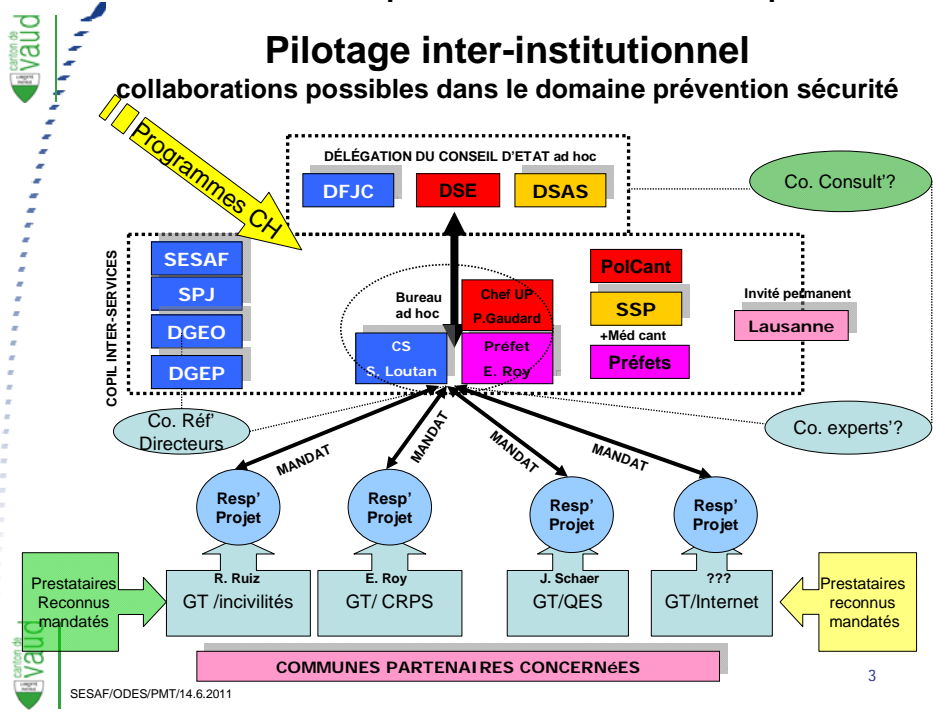 canton de
vaud
LIBERTÉ
PATRIE
Pilotage inter-institutionnel
collaborations possibles dans le domaine prévention sécurité
Programmes CH
DÉLÉGATION DU CONSEIL D'ETAT ad hoc
DFJC
DSE
DSAS
Co. Consult'?
COPIL INTER-SERVICES
SESAF
SPJ
DGEO
DGEP
Bureau
ad hoc
Chef UP
P.Gaudard
CS
S. Loutan
Préfet
E. Roy
PolCant
SSP
+Méd cant
Préfets
Invité permanent
Lausanne
Co. Réf'
Directeurs
Co. experts'?
MANDAT
MANDAT
MANDAT
MANDAT
Resp'
Projet
Resp'
Projet
Resp'
Projet
Resp'
Projet
Prestataires
Reconnus
mandatés
R. Ruiz
GT /incivilités
E. Roy
GT/ CRPS
J. Schaer
GT/QES
???
GT/Internet
Prestataires
reconnus
mandatés
COMMUNES PARTENAIRES CONCERNéES
canton de
vaud
LIBERTÉ
PATRIE
SESAF/ODES/PMT/14.6.2011
3